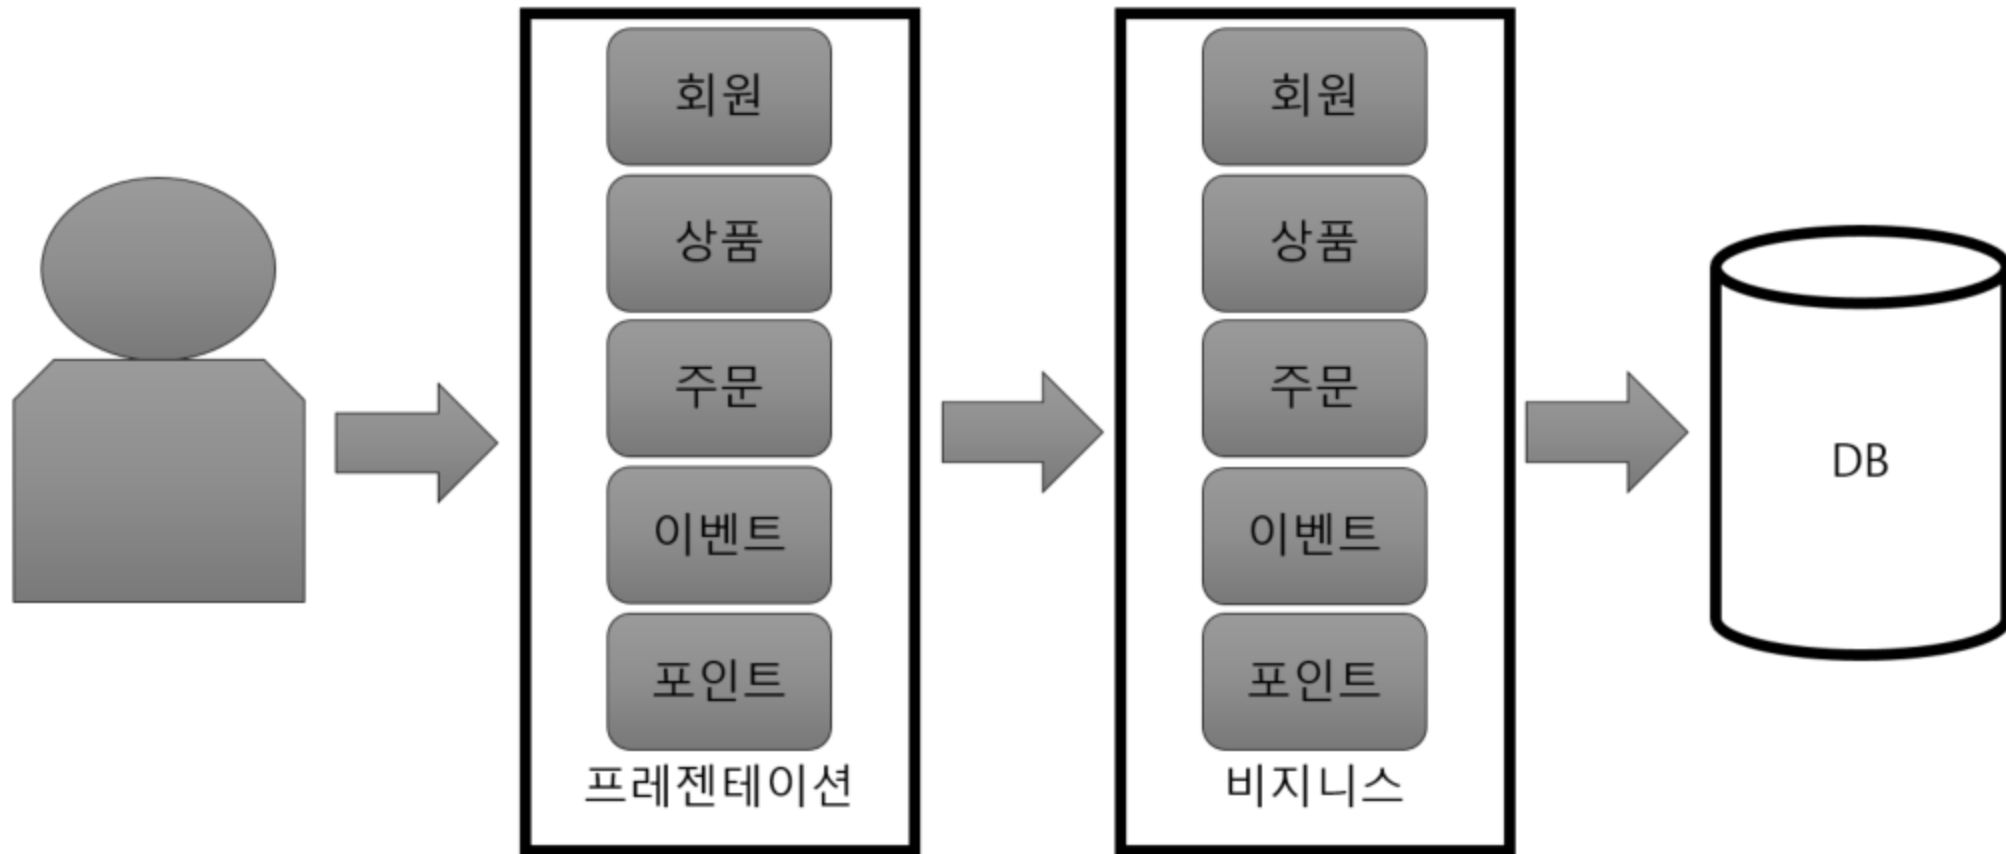 회원
상품
주문
이벤트
포인트
프레젠테이션
회원
상품
주문
이벤트
포인트
비지니스
DB